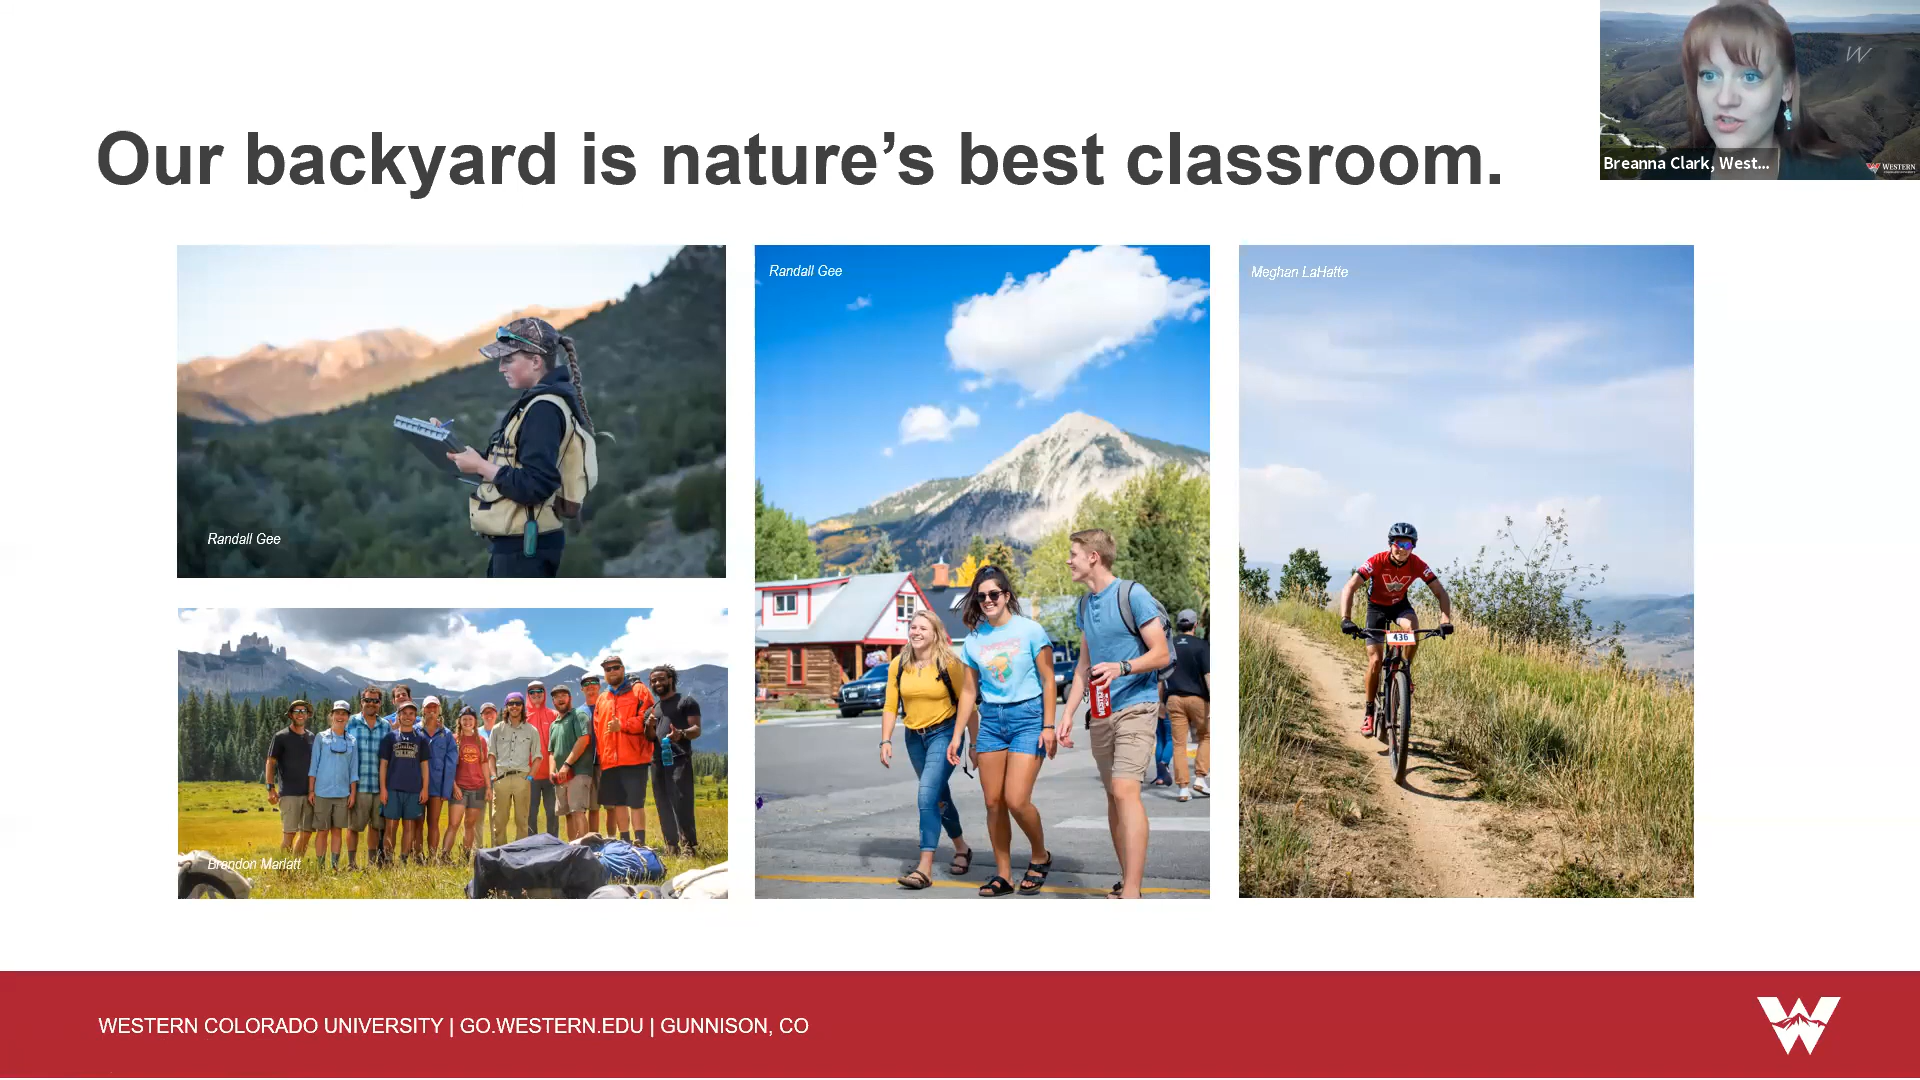 Our backyard is nature’s best classroom.
W
Breanna Clark, West...
WESTERN
Randall Gee
Randall Gee
Meghan LaHatte
436
Brandon Marlatt
WESTERN COLORADO UNIVERSITY | GO.WESTERN.EDU | GUNNISON, CO